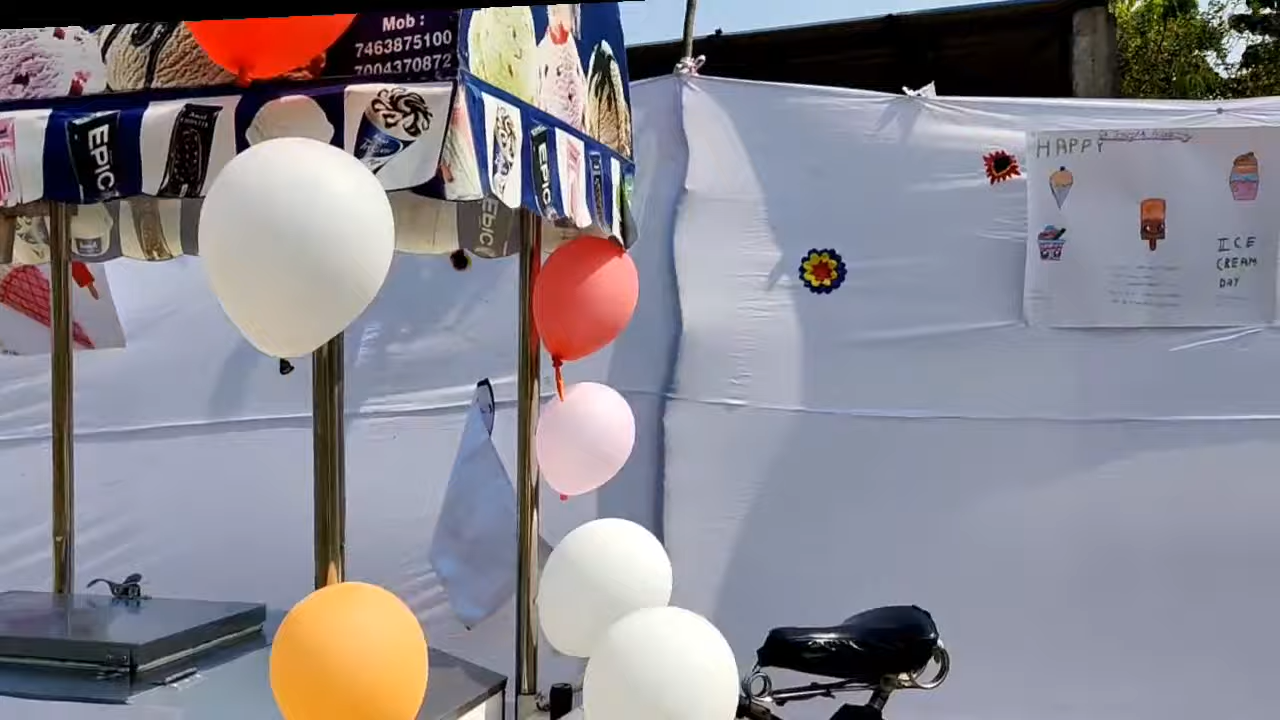 Mob :
7463875100
7004370872
EPIC
EPIC
EPIC
HAPPY
ICE
CREAM
DAY